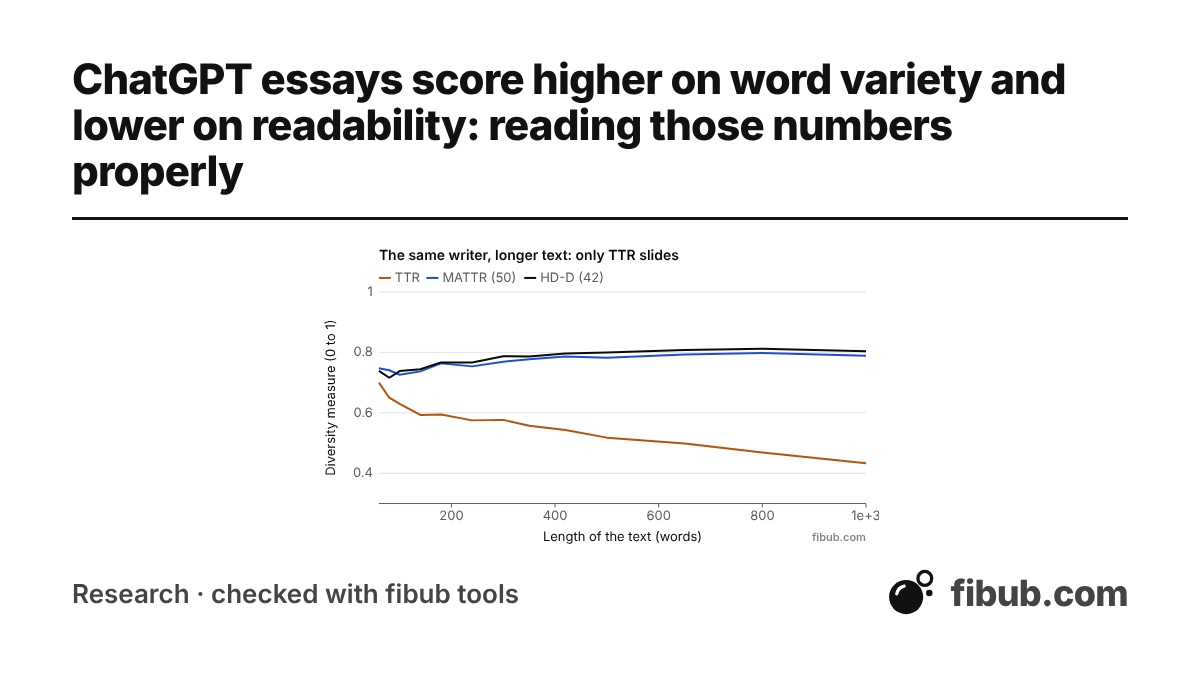 ChatGPT essays score higher on word variety and
lower on readability: reading those numbers
properly
The same writer, longer text: only TTR slides
TTR MATTR (50) HD-D (42)
Diversity measure (0 to 1)
1
0.8
0.6
0.4
200 400 600 800 1e+3
Length of the text (words)
fibub.com
Research · checked with fibub tools
fibub.com